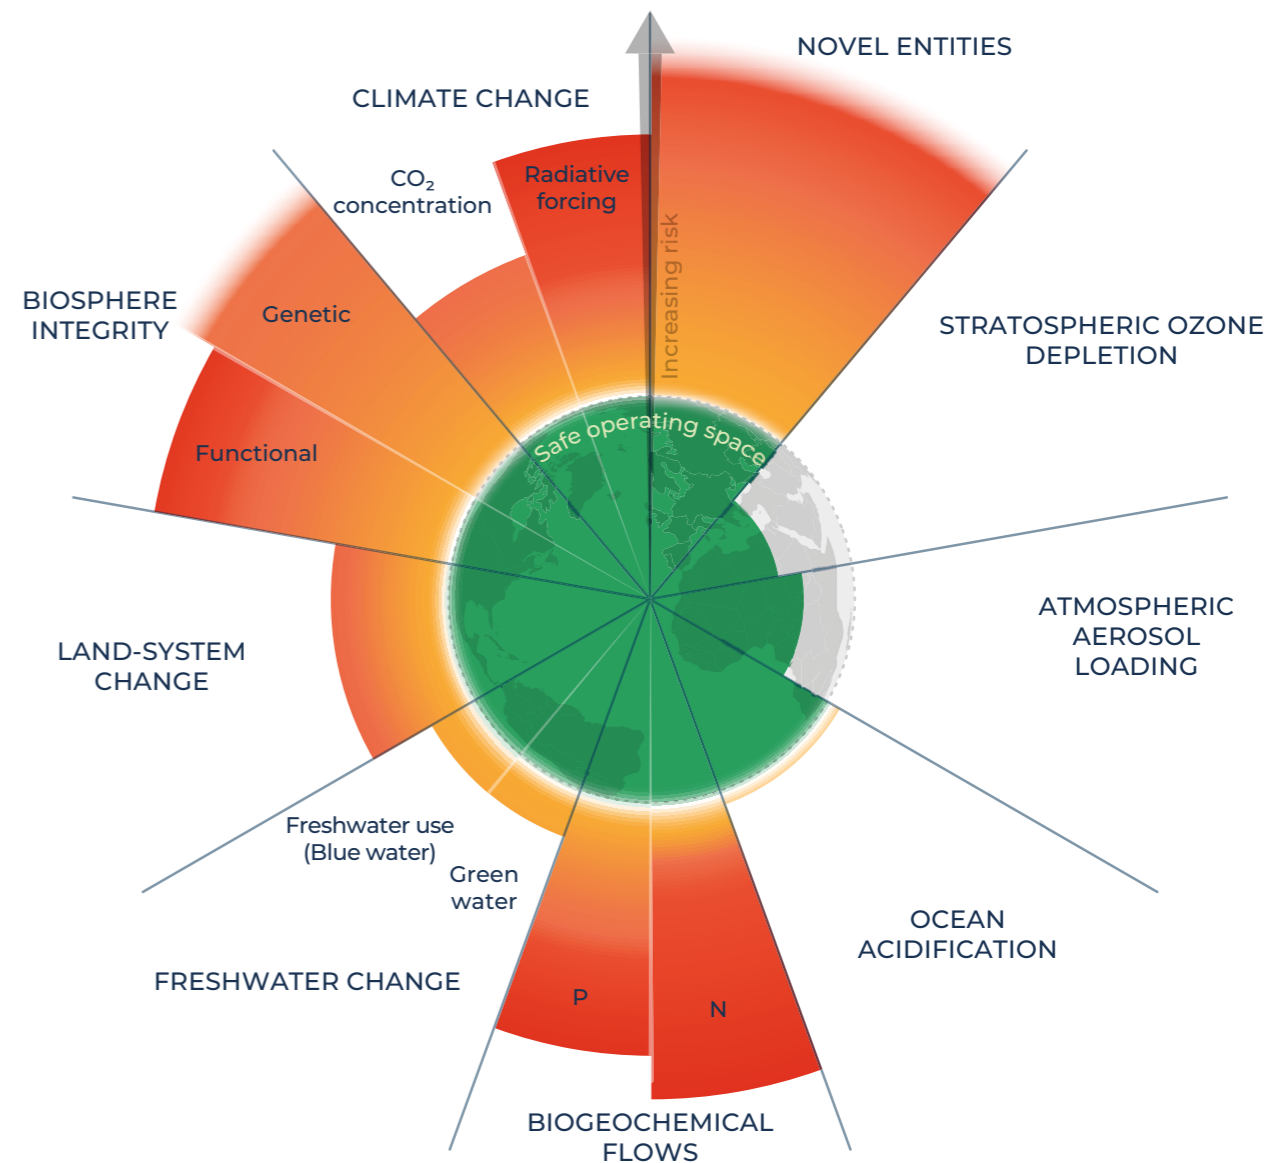 NOVEL ENTITIES
CLIMATE CHANGE
CO₂
concentration
Radiative
forcing
Increasing risk
BIOSPHERE
INTEGRITY
Genetic
Functional
STRATOSPHERIC OZONE
DEPLETION
Safe operating space
ATMOSPHERIC
AEROSOL
LOADING
LAND-SYSTEM
CHANGE
Freshwater use
(Blue water)
Green
water
FRESHWATER CHANGE
P
N
OCEAN
ACIDIFICATION
BIOGEOCHEMICAL
FLOWS